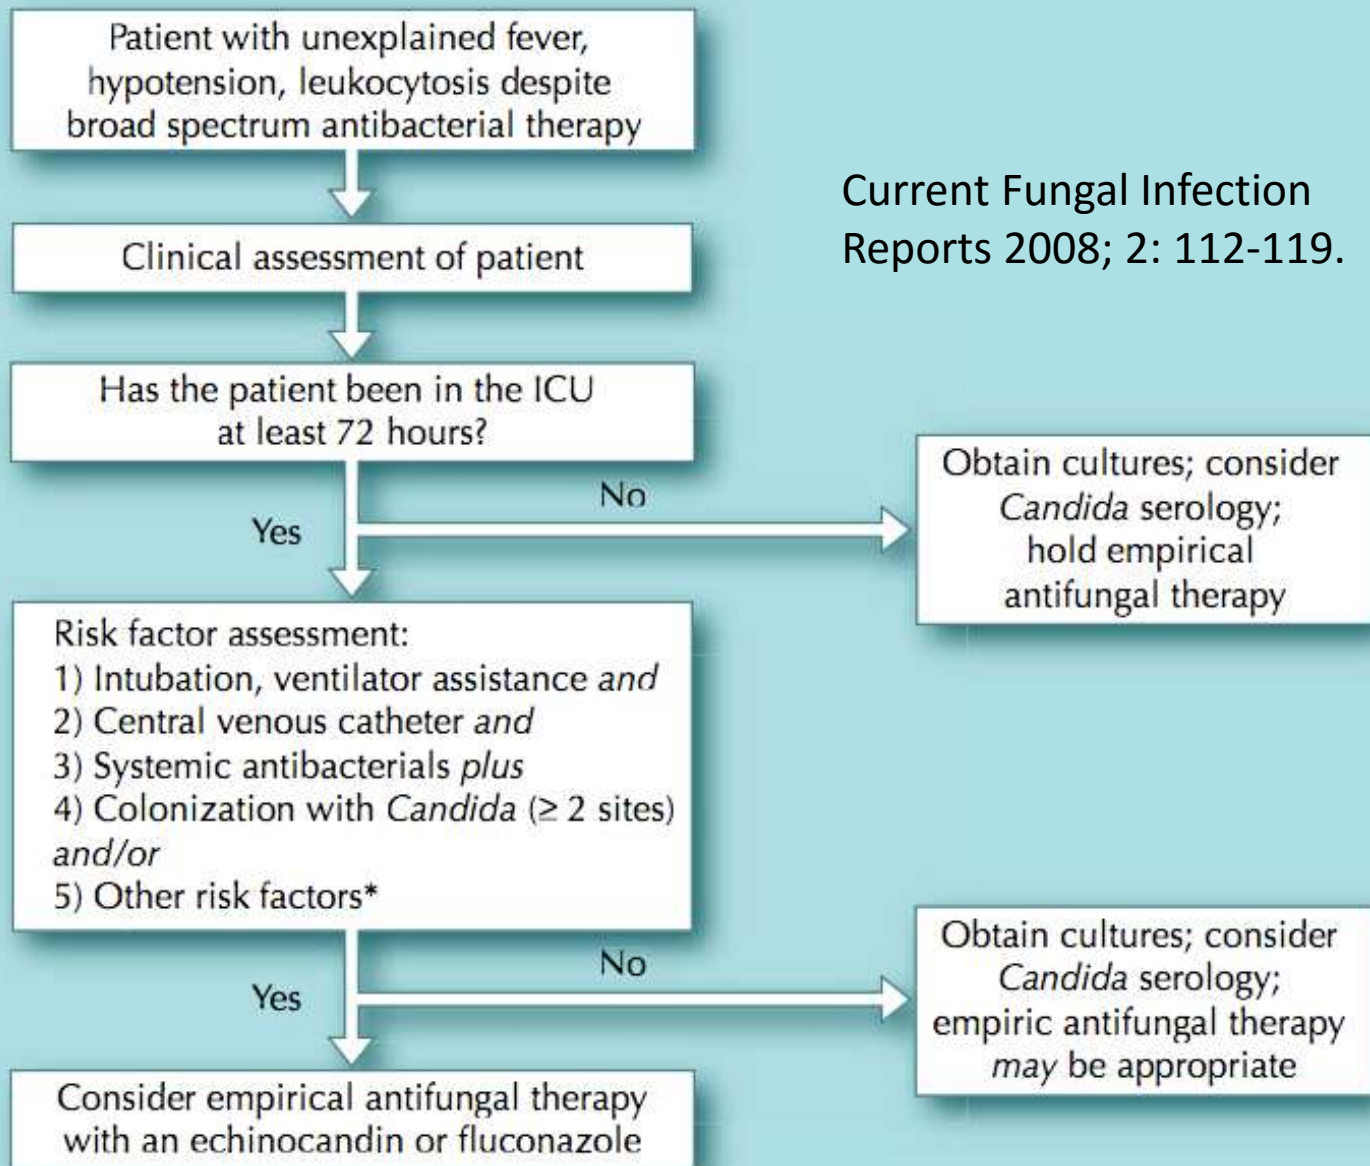 Patient with unexplained fever,
hypotension, leukocytosis despite
broad spectrum antibacterial therapy
Current Fungal Infection
Reports 2008; 2: 112-119.
Clinical assessment of patient
Has the patient been in the ICU
at least 72 hours?
No
Yes
Obtain cultures; consider
Candida serology;
hold empirical
antifungal therapy
Risk factor assessment:
1) Intubation, ventilator assistance and
2) Central venous catheter and
3) Systemic antibacterials plus
4) Colonization with Candida (≥ 2 sites)
and/or
5) Other risk factors*
No
Yes
Obtain cultures; consider
Candida serology;
empiric antifungal therapy
may be appropriate
Consider empirical antifungal therapy
with an echinocandin or fluconazole